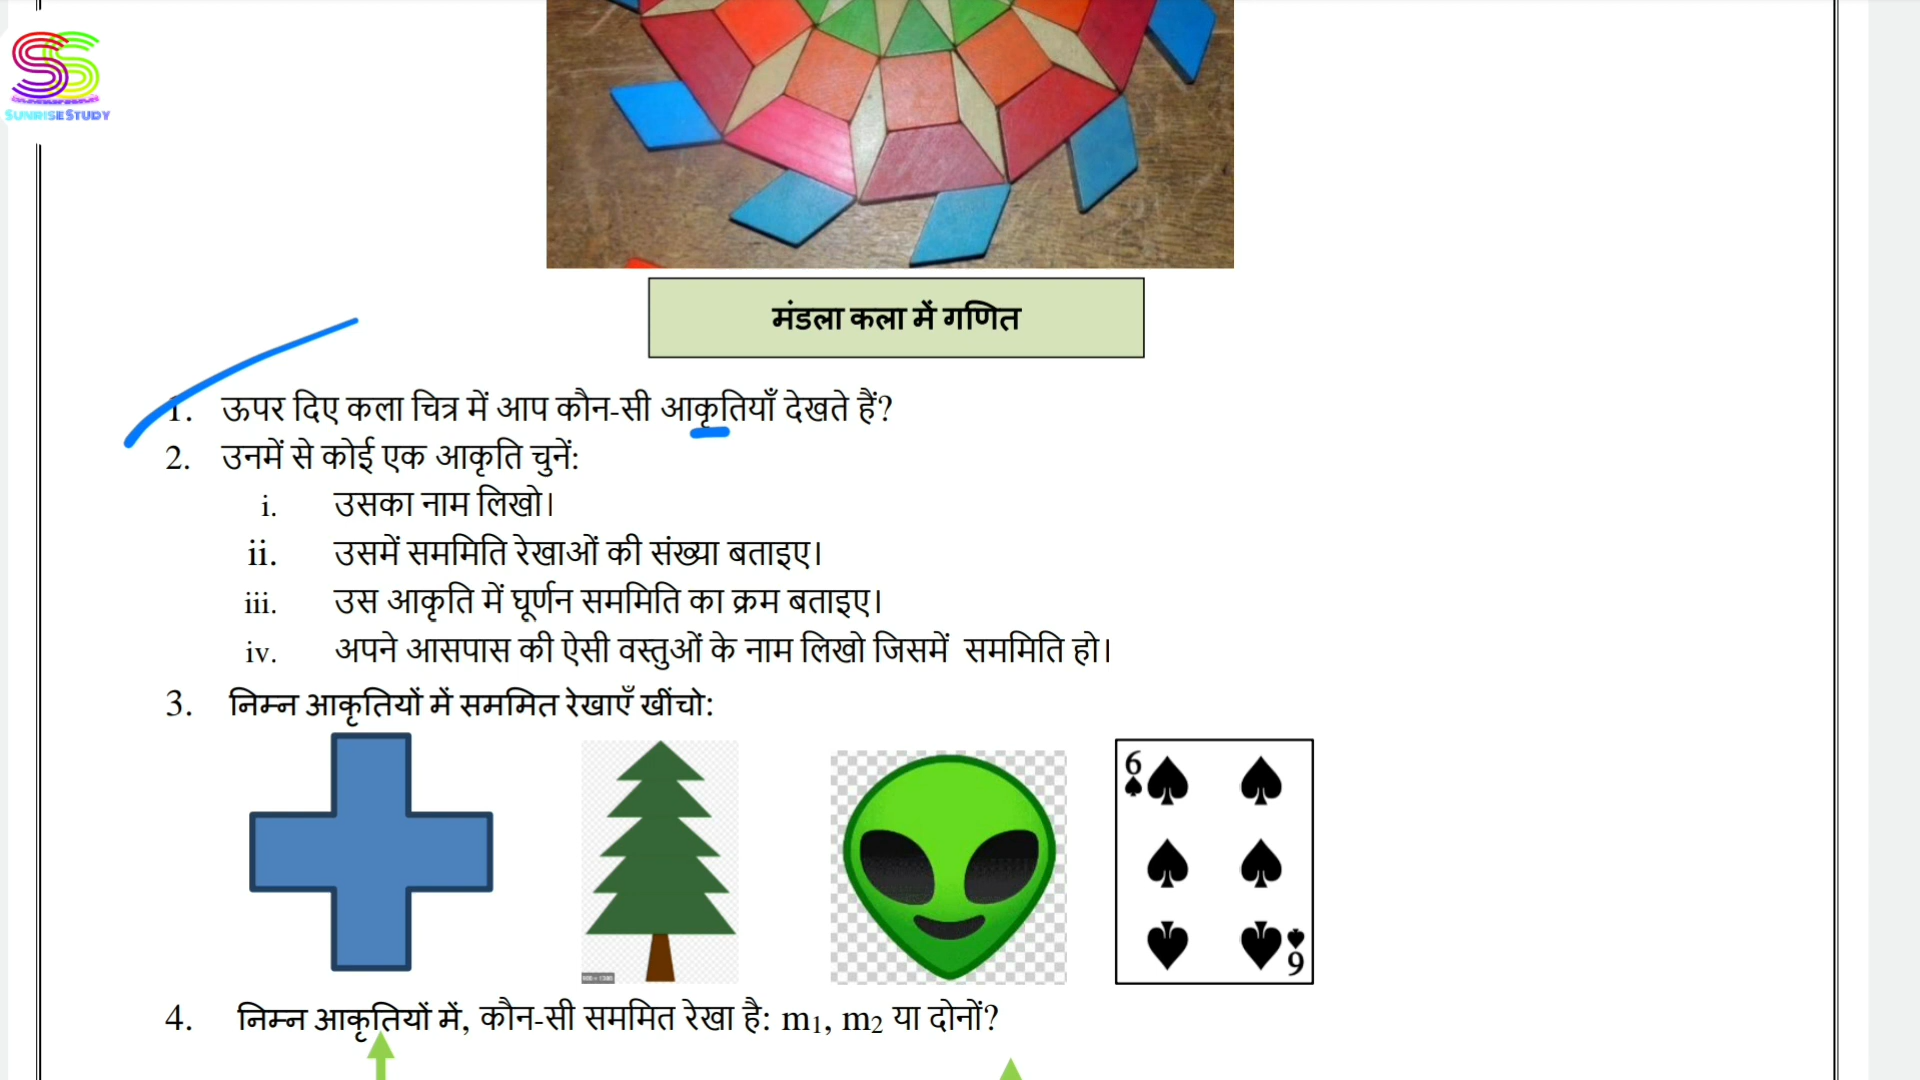 SUNRISE STUDY
मंडला कला में गणित
1. ऊपर दिए कला चित्र में आप कौन-सी आकृतियाँ देखते हैं?
2. उनमें से कोई एक आकृति चुनें:
i. उसका नाम लिखो।
ii. उसमें सममिति रेखाओं की संख्या बताइए।
iii. उस आकृति में घूर्णन सममिति का क्रम बताइए।
iv. अपने आसपास की ऐसी वस्तुओं के नाम लिखो जिसमें सममिति हो।
3. निम्न आकृतियों में सममित रेखाएँ खींचो:
6
6
4. निम्न आकृतियों में, कौन-सी सममित रेखा है: m1, m2 या दोनों?